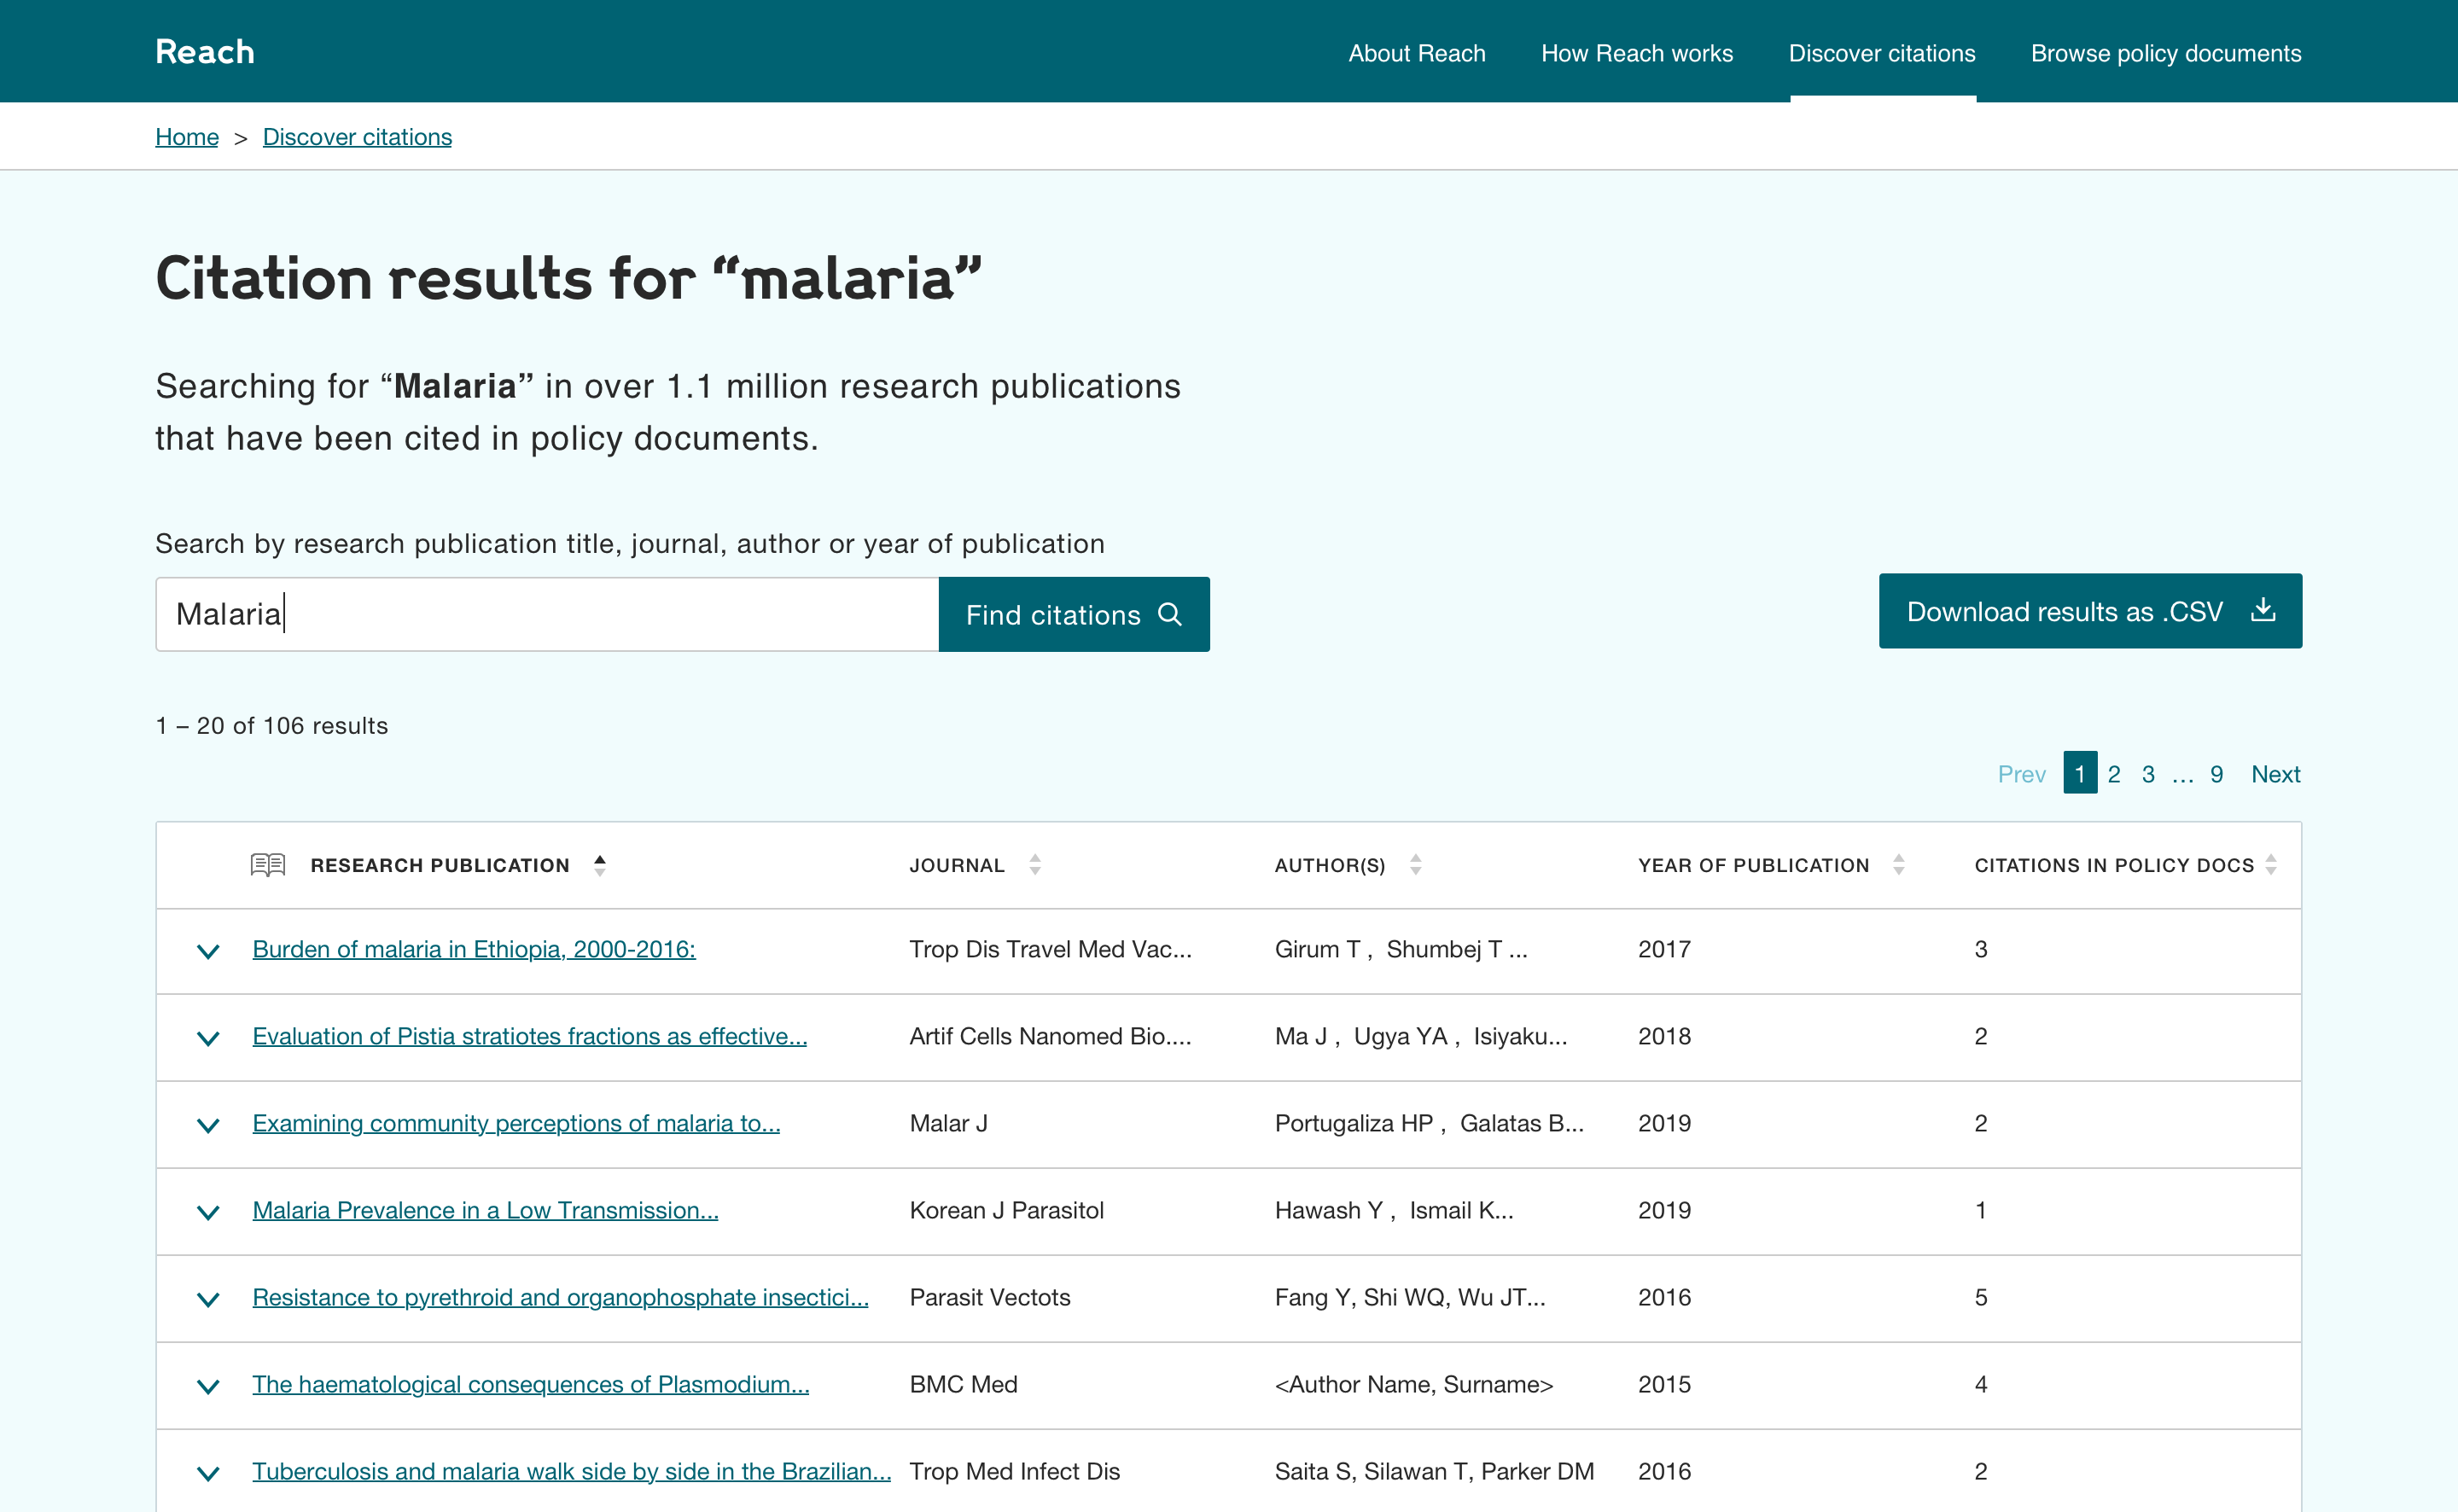 Reach
About Reach How Reach works Discover citations Browse policy documents
Home > Discover citations
Citation results for “malaria”
Searching for “Malaria” in over 1.1 million research publications
that have been cited in policy documents.
Search by research publication title, journal, author or year of publication
Malaria Find citations Download results as .CSV
1 – 20 of 106 results
Prev 1 2 3 ... 9 Next
RESEARCH PUBLICATION JOURNAL AUTHOR(S) YEAR OF PUBLICATION CITATIONS IN POLICY DOCS
Burden of malaria in Ethiopia, 2000-2016: Trop Dis Travel Med Vac... Girum T , Shumbej T ... 2017 3
Evaluation of Pistia stratiotes fractions as effective... Artif Cells Nanomed Bio.... Ma J , Ugya YA , Isiyaku... 2018 2
Examining community perceptions of malaria to... Malar J Portugaliza HP , Galatas B... 2019 2
Malaria Prevalence in a Low Transmission... Korean J Parasitol Hawash Y , Ismail K... 2019 1
Resistance to pyrethroid and organophosphate insectici... Parasit Vectots Fang Y, Shi WQ, Wu JT... 2016 5
The haematological consequences of Plasmodium... BMC Med <Author Name, Surname> 2015 4
Tuberculosis and malaria walk side by side in the Brazilian... Trop Med Infect Dis Saita S, Silawan T, Parker DM 2016 2